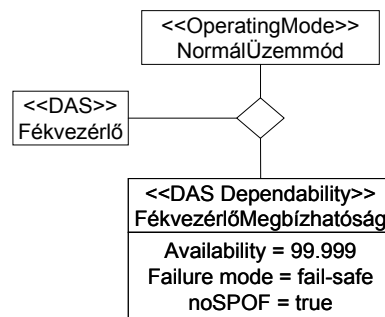 <<OperatingMode>>
NormálÜzemmód
<<DAS>>
Fékvezérlő
<<DAS Dependability>>
FékvezérlőMegbízhatóság
Availability = 99.999
Failure mode = fail-safe
noSPOF = true